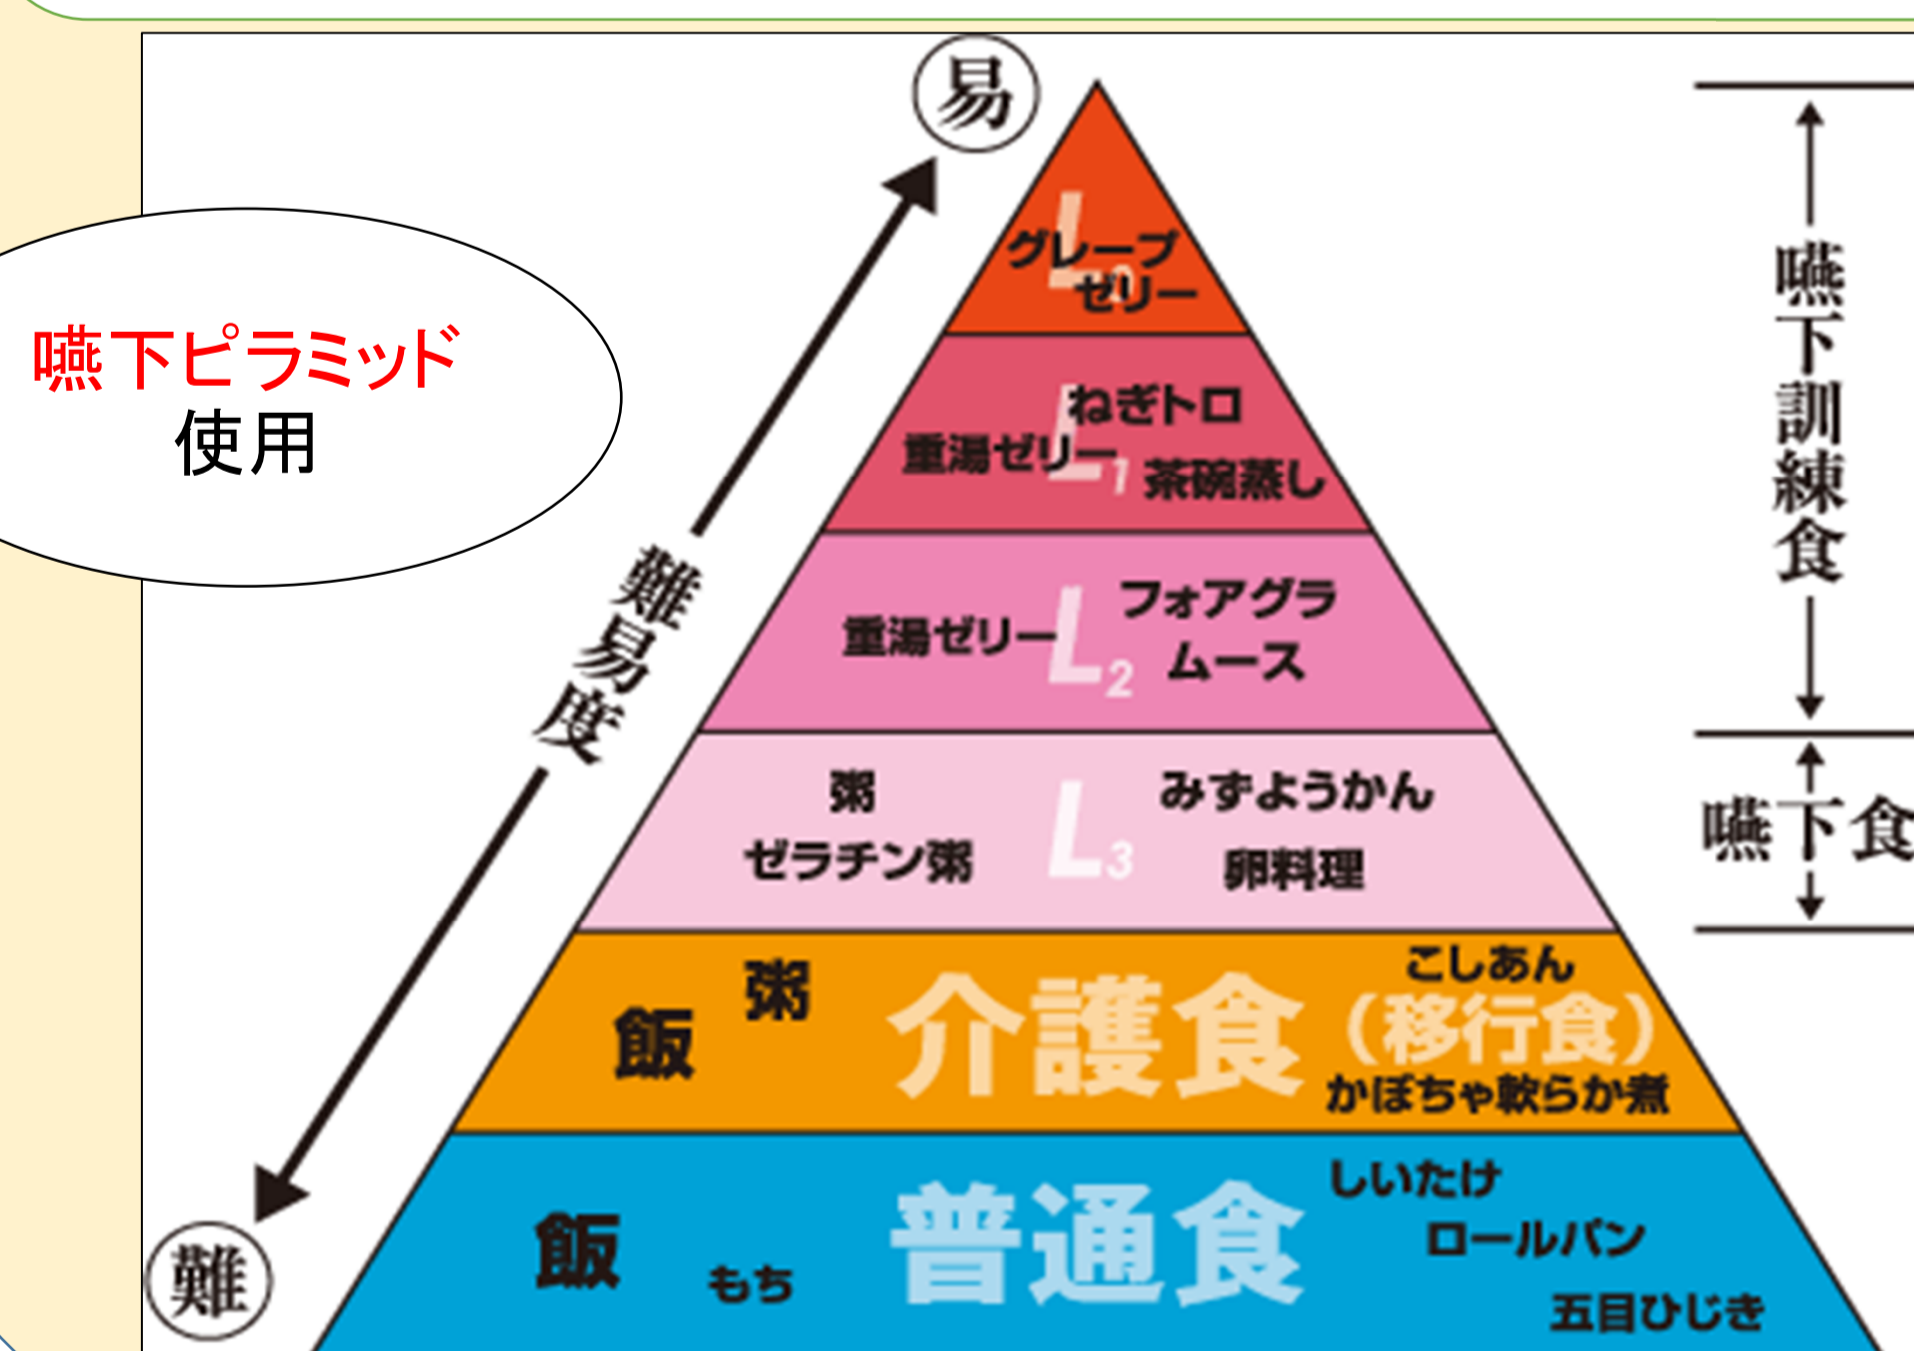 易
嚥下ピラミッド
使用
難易度
難
グレープ
ゼリー
ねぎトロ
重湯ゼリー
L1
茶碗蒸し
フォアグラ
重湯ゼリー
L2
ムース
粥
みずようかん
L3
ゼラチン粥
卵料理
こしあん
粥
飯
介護食
(移行食)
かぼちゃ軟らか煮
しいたけ
飯
普通食
ロールパン
もち
五目ひじき
嚥下訓練食
嚥下食